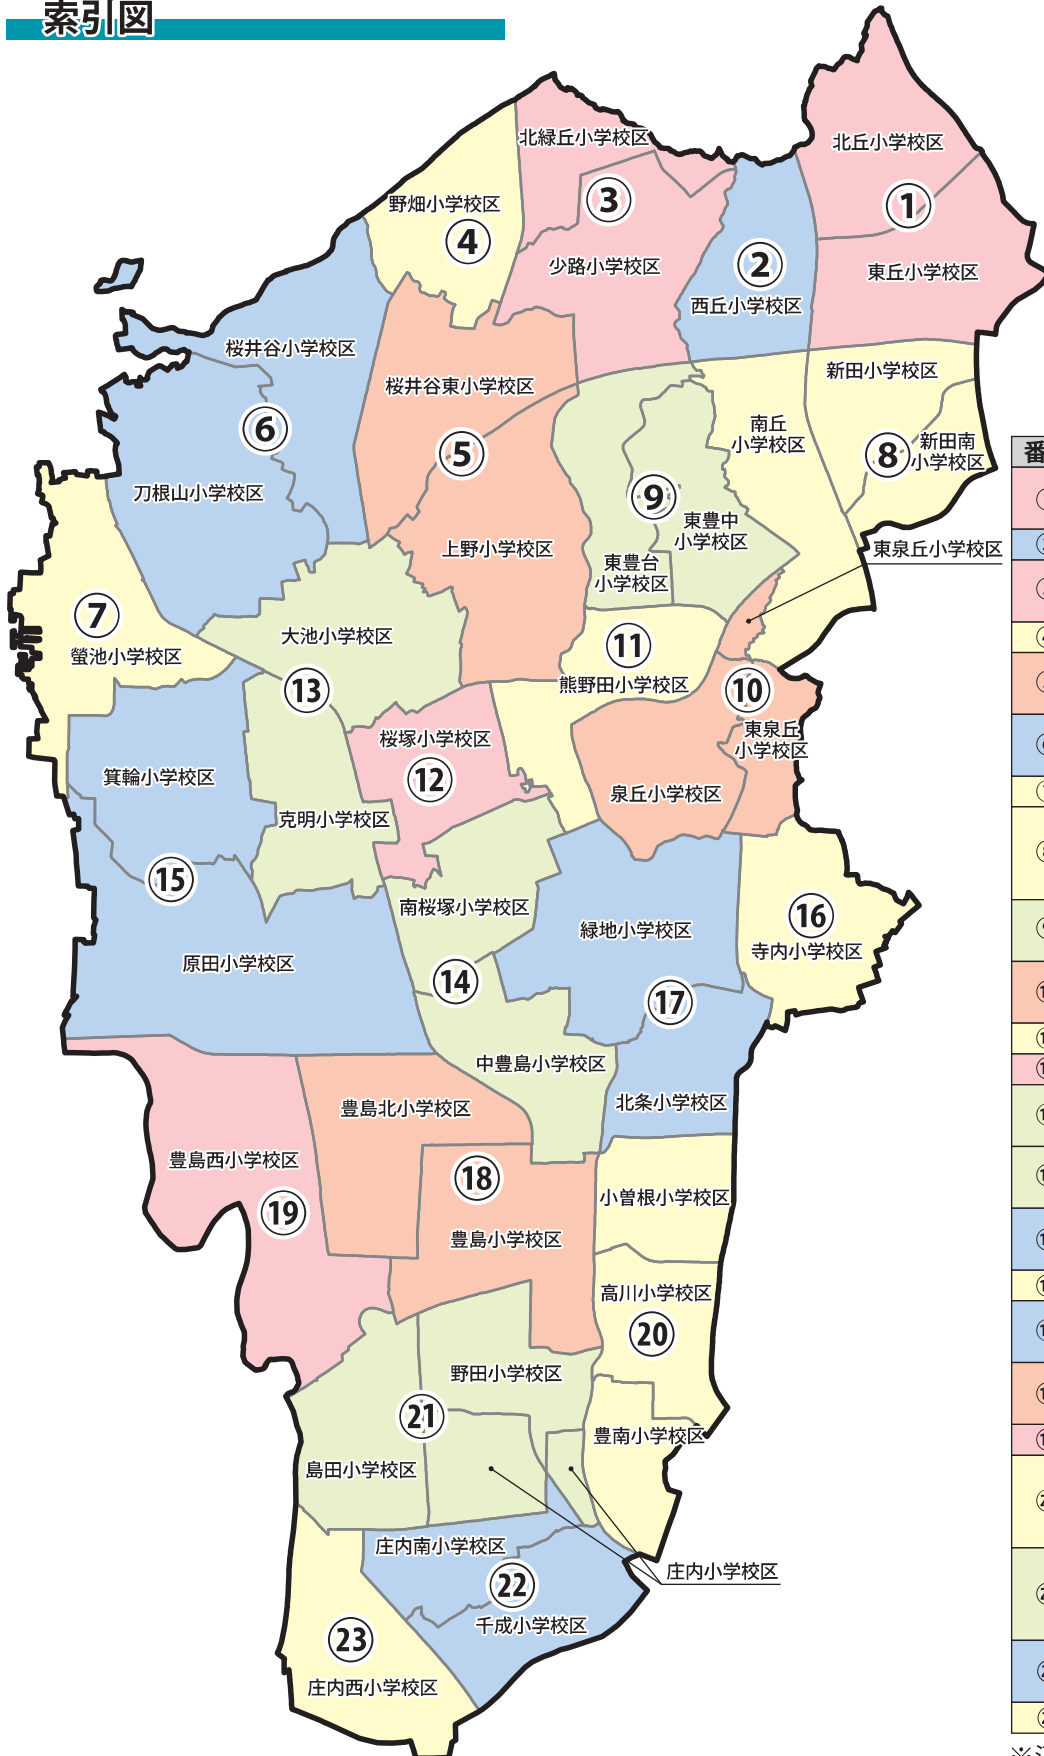 索引図
北緑丘小学校区
北丘小学校区
③
①
野畑小学校区
④
少路小学校区
②
東丘小学校区
西丘小学校区
桜井谷小学校区
桜井谷東小学校区
新田小学校区
⑥
⑤
南丘
小学校区
⑧
新田南
小学校区
刀根山小学校区
⑨
東豊中
小学校区
上野小学校区
東泉丘小学校区
東豊台
小学校区
⑦
螢池小学校区
大池小学校区
⑪
熊野田小学校区
⑬
⑩
桜塚小学校区
東泉丘
小学校区
箕輪小学校区
⑫
泉丘小学校区
克明小学校区
⑮
南桜塚小学校区
⑯
緑地小学校区
寺内小学校区
原田小学校区
⑭
⑰
中豊島小学校区
豊島北小学校区
北条小学校区
豊島西小学校区
⑱
小曽根小学校区
⑲
豊島小学校区
高川小学校区
⑳
野田小学校区
㉑
豊南小学校区
島田小学校区
庄内南小学校区
庄内小学校区
㉒
千成小学校区
㉓
庄内西小学校区
番